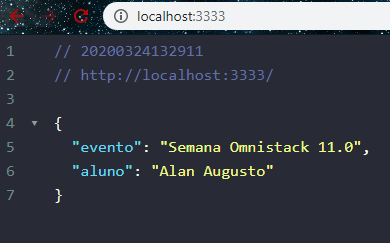 localhost:3333
1 // 20200324132911
2 // http://localhost:3333/
3
4 {
5 "evento": "Semana Omnistack 11.0",
6 "aluno": "Alan Augusto"
7 }